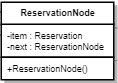 ReservationNode
-item : Reservation
-next : ReservationNode
+ReservationNode()